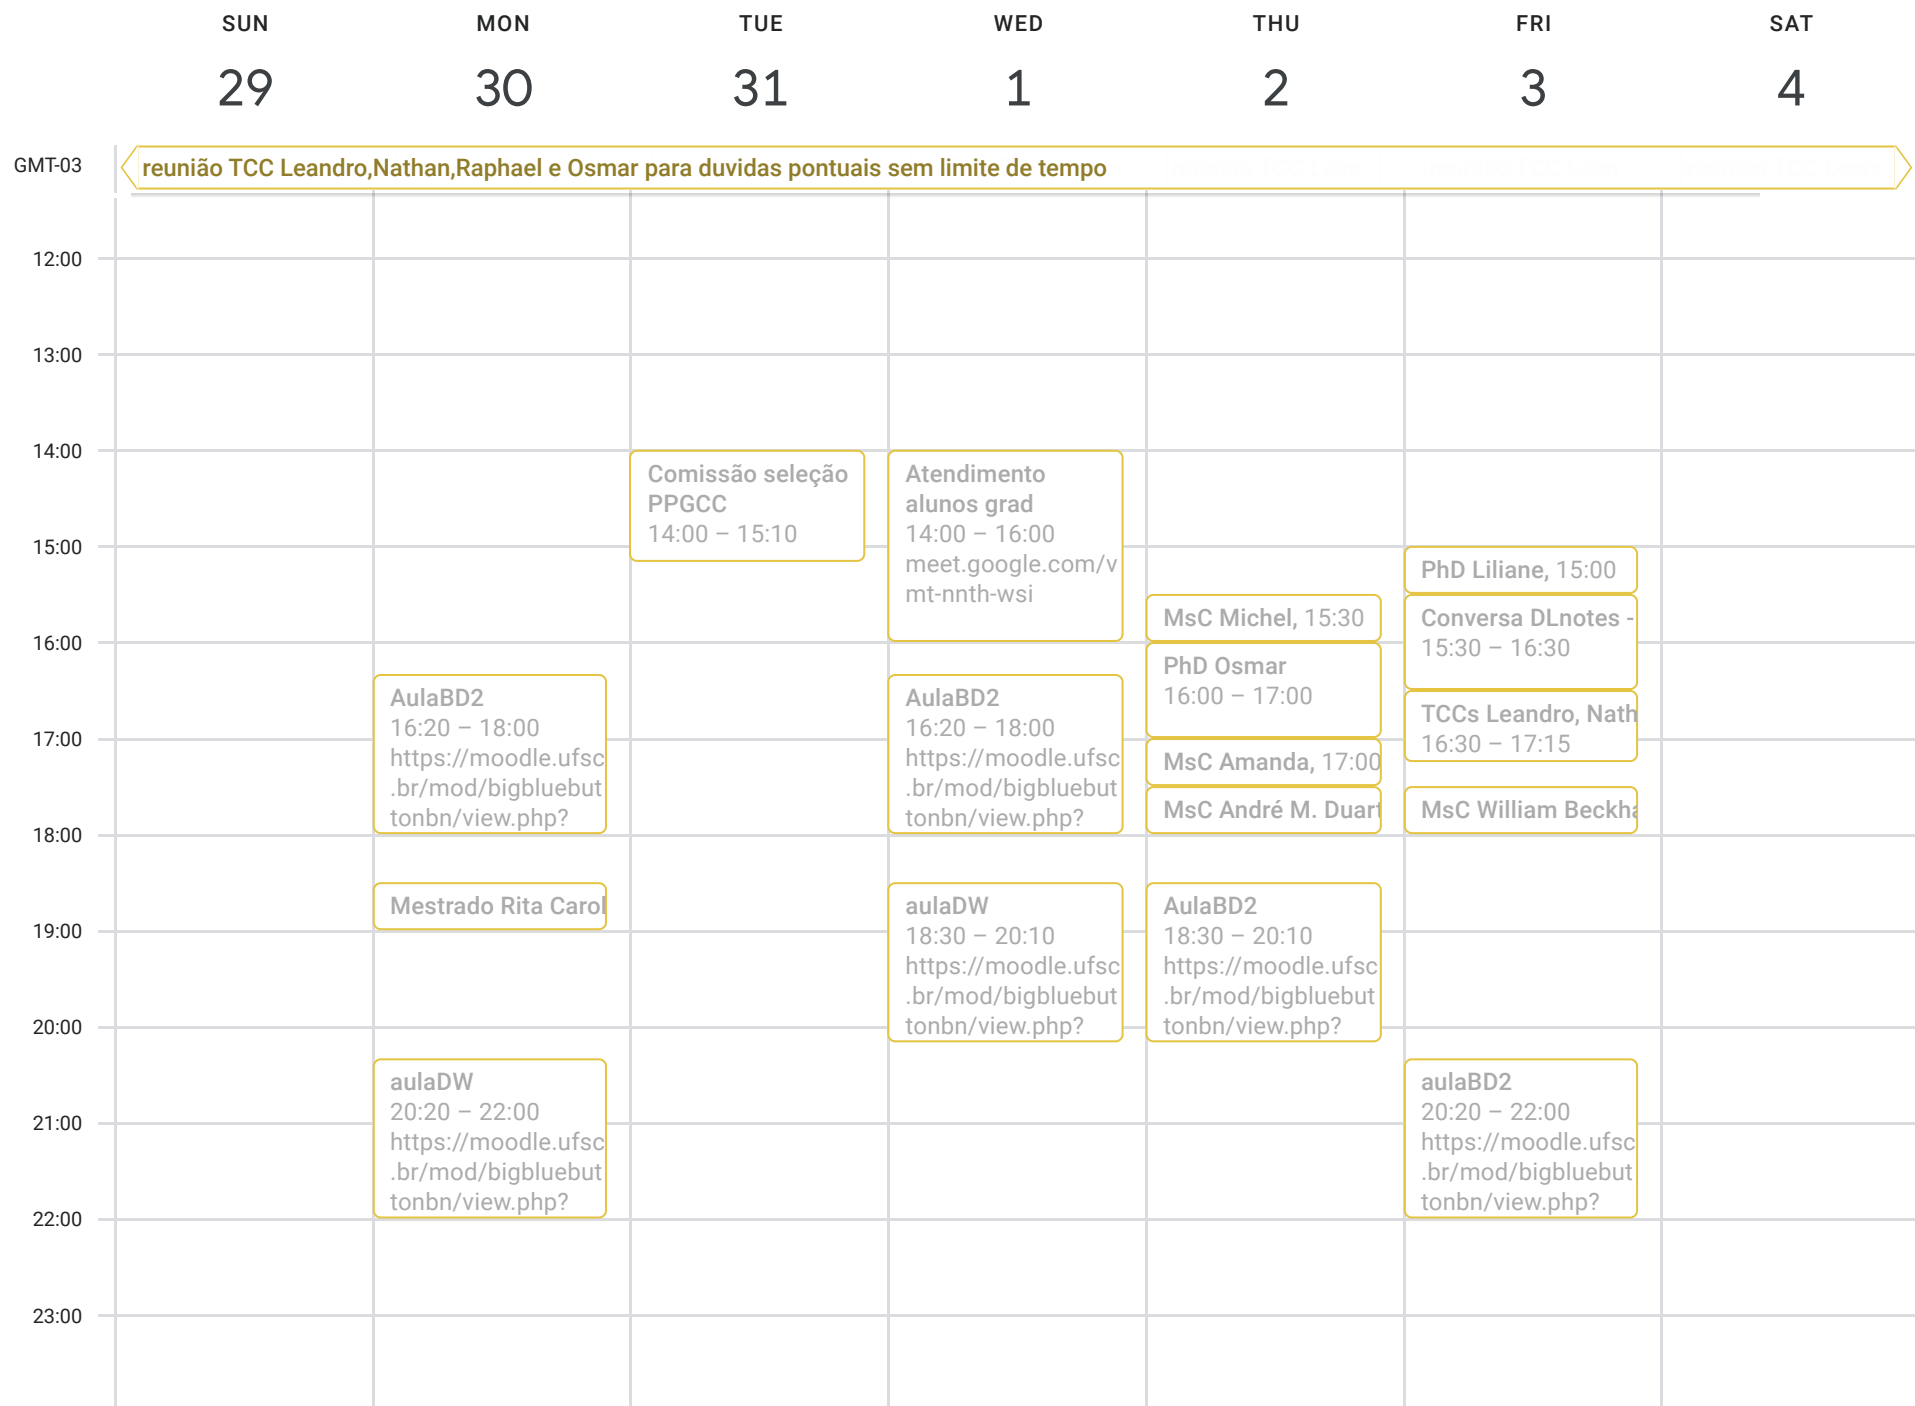 SUN
MON
TUE
WED
THU
FRI
SAT
29
30
31
1
2
3
4
GMT-03
reunião TCC Leandro,Nathan,Raphael e Osmar para duvidas pontuais sem limite de tempo
12:00
13:00
14:00
15:00
16:00
17:00
18:00
19:00
20:00
21:00
22:00
23:00
AulaBD2
16:20 – 18:00
https://moodle.ufsc
.br/mod/bigbluebut
tonbn/view.php?
Mestrado Rita Carol
aulaDW
20:20 – 22:00
https://moodle.ufsc
.br/mod/bigbluebut
tonbn/view.php?
Comissão seleção
PPGCC
14:00 – 15:10
Atendimento
alunos grad
14:00 – 16:00
meet.google.com/v
mt-nnth-wsi
AulaBD2
16:20 – 18:00
https://moodle.ufsc
.br/mod/bigbluebut
tonbn/view.php?
aulaDW
18:30 – 20:10
https://moodle.ufsc
.br/mod/bigbluebut
tonbn/view.php?
MsC Michel, 15:30
PhD Osmar
16:00 – 17:00
MsC Amanda, 17:00
MsC André M. Duart
AulaBD2
18:30 – 20:10
https://moodle.ufsc
.br/mod/bigbluebut
tonbn/view.php?
PhD Liliane, 15:00
Conversa DLnotes -
15:30 – 16:30
TCCs Leandro, Nath
16:30 – 17:15
MsC William Beckha
aulaBD2
20:20 – 22:00
https://moodle.ufsc
.br/mod/bigbluebut
tonbn/view.php?